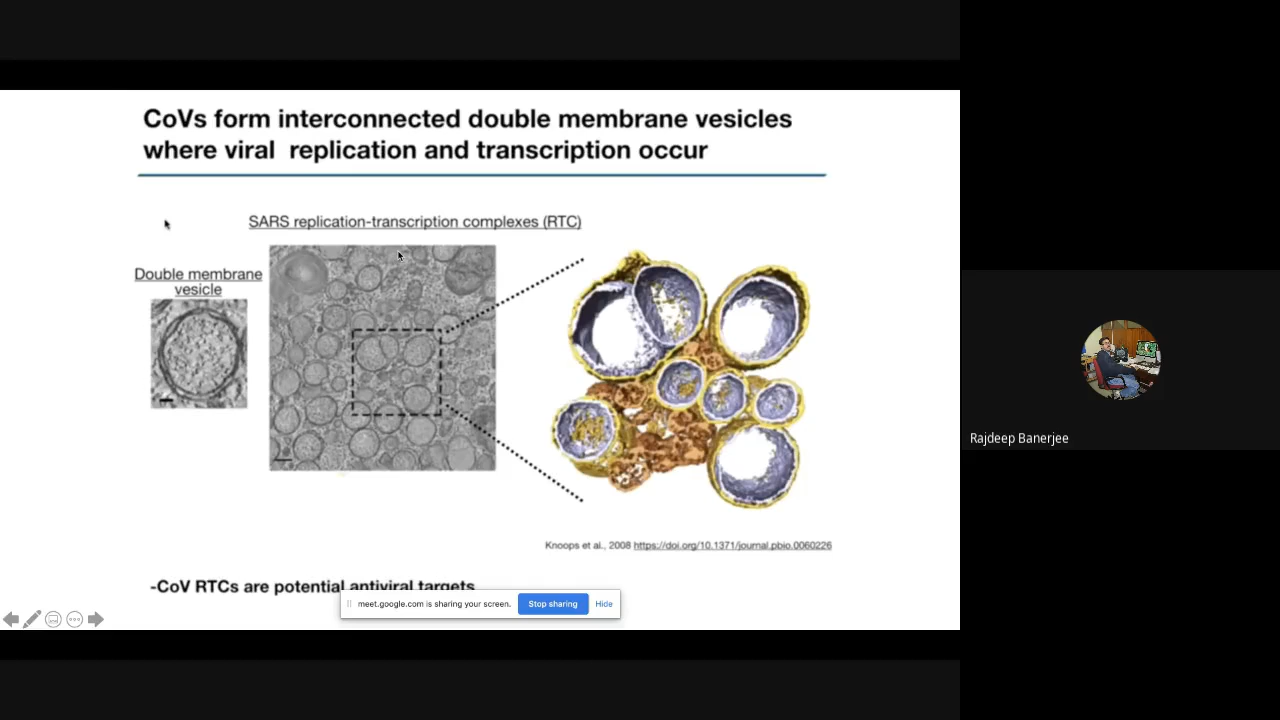 CoVs form interconnected double membrane vesicles
where viral replication and transcription occur
SARS replication-transcription complexes (RTC)
Double membrane
vesicle
Knoops et al., 2008 https://doi.org/10.1371/journal.pbio.0060226
-CoV RTCs are potential antiviral targets
meet.google.com is sharing your screen.
Stop sharing
Hide
Rajdeep Banerjee